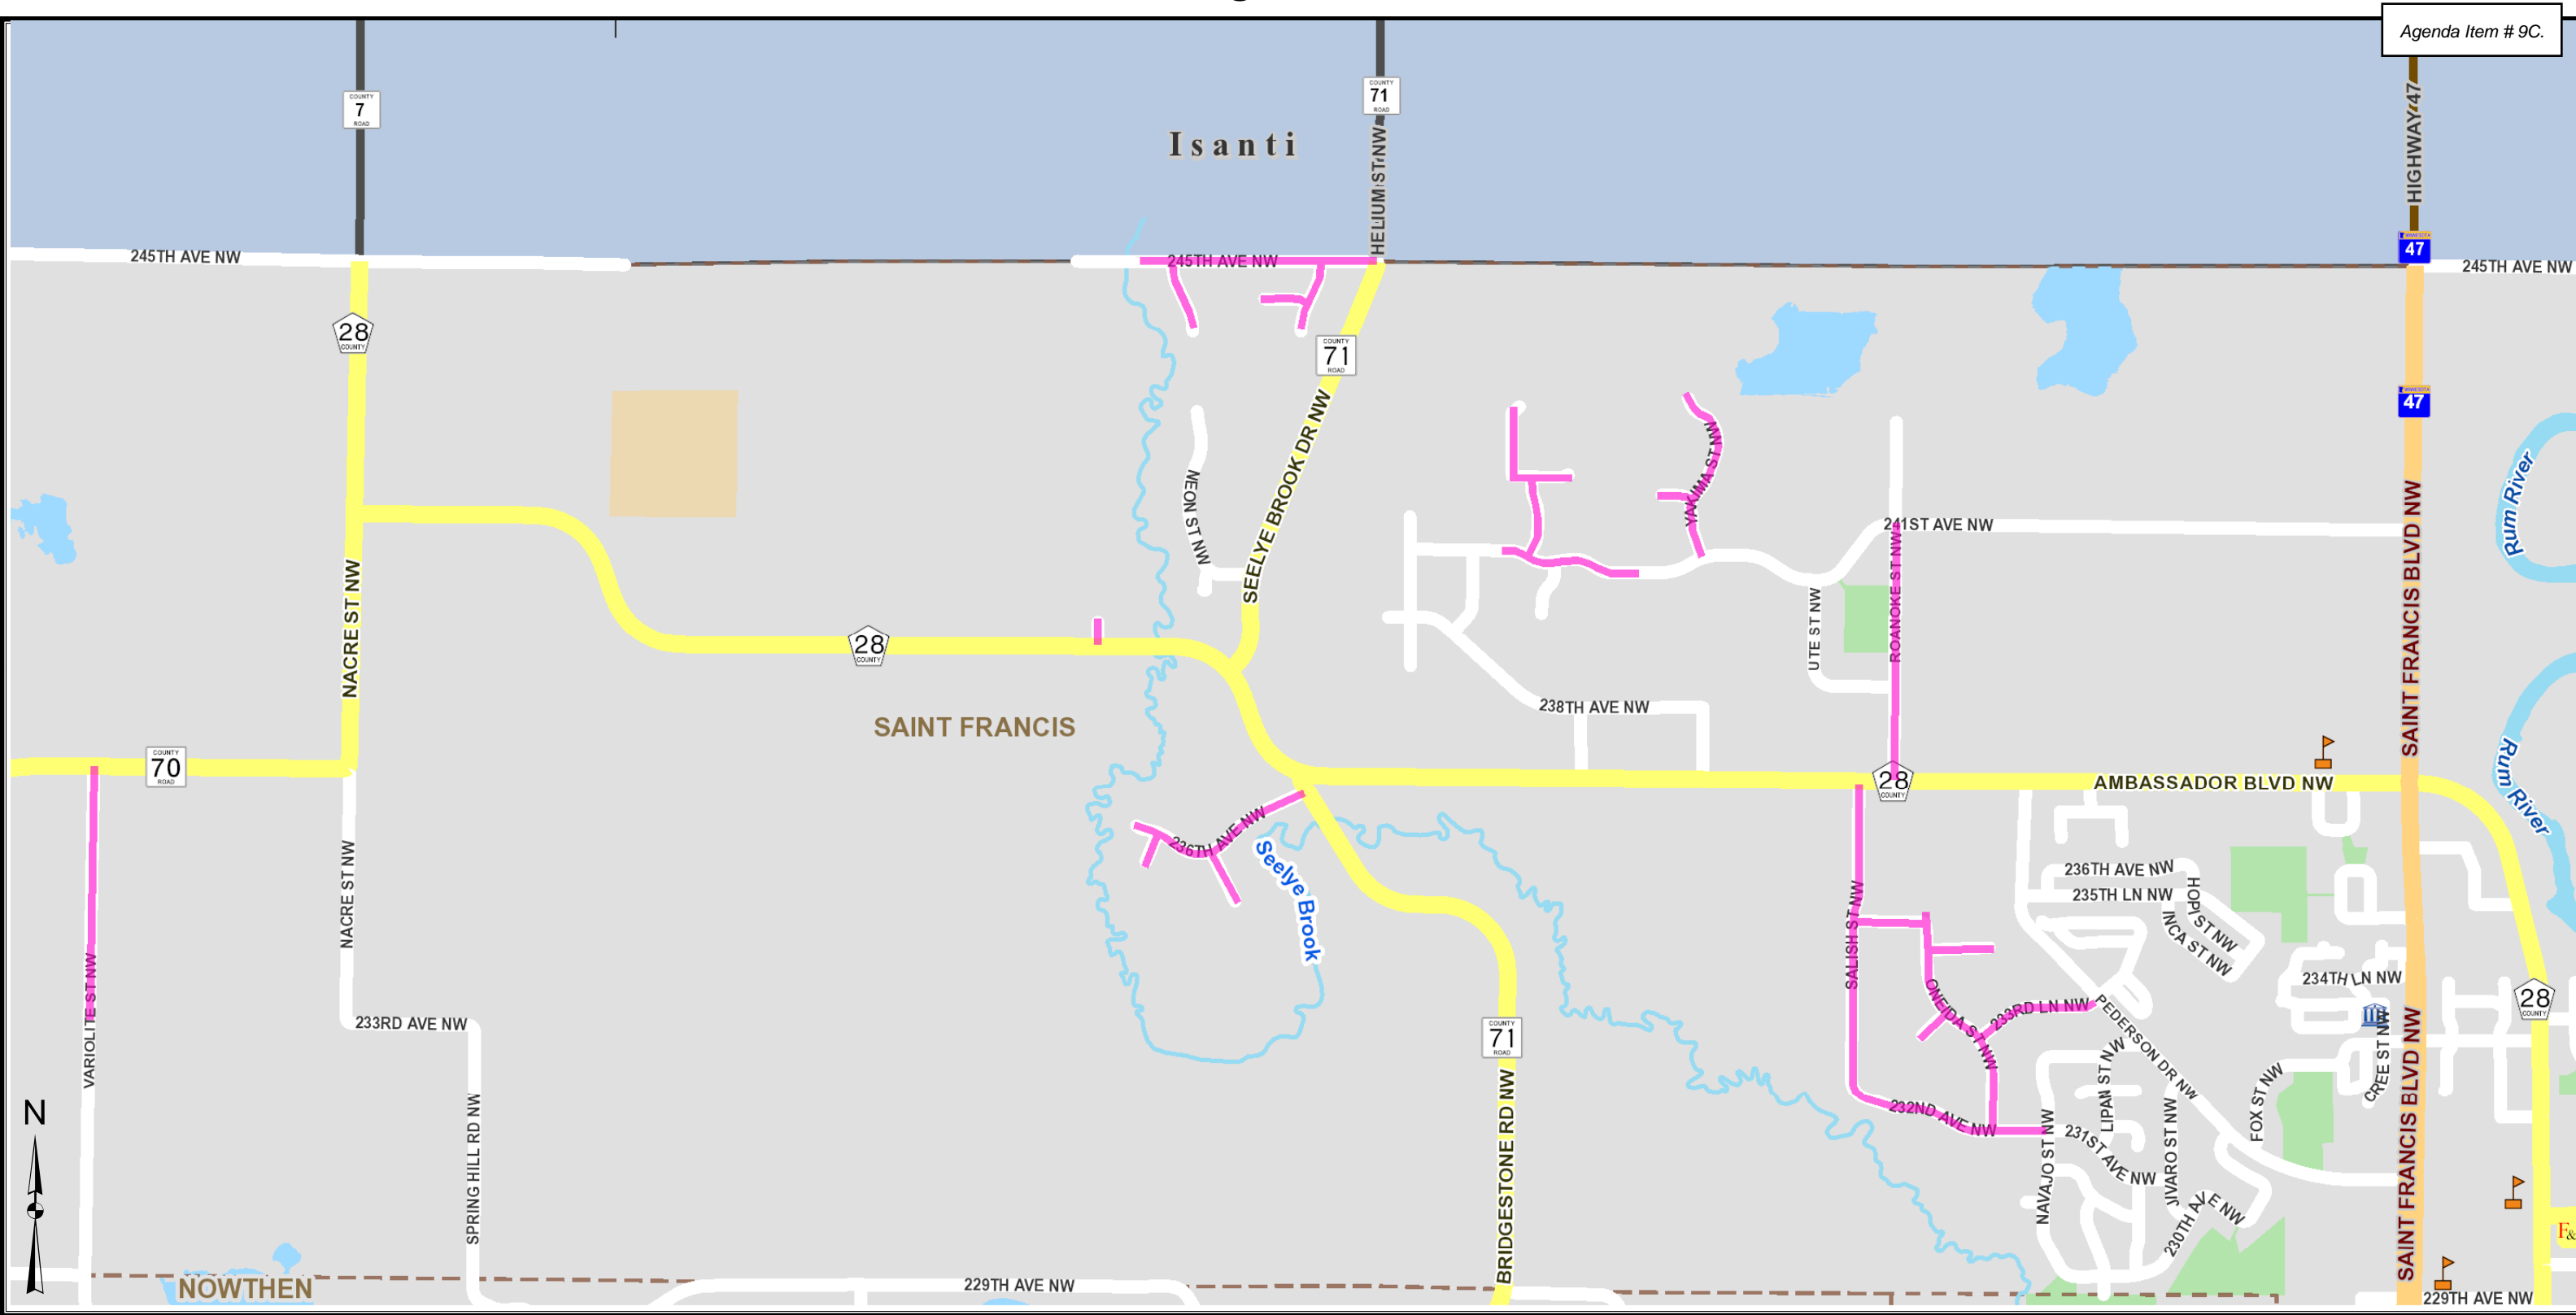 Agenda Item # 9C.
COUNTY
7
ROAD
COUNTY
71
ROAD
HIGHWAY 47
Isanti
HELIUM ST NW
47
245TH AVE NW
245TH AVE NW
245TH AVE NW
28
COUNTY
COUNTY
71
ROAD
47
NEON ST NW
SEELYE BROOK DR NW
YAKIMA ST NW
241ST AVE NW
Rum River
NACRE ST NW
UTE ST NW
ROANOKE ST NW
SAINT FRANCIS BLVD NW
28
COUNTY
SAINT FRANCIS
238TH AVE NW
COUNTY
70
ROAD
28
COUNTY
AMBASSADOR BLVD NW
Rum River
236TH AVE NW
Seelye Brook
NACRE ST NW
236TH AVE NW
235TH LN NW
HOPI ST NW
INCA ST NW
SALISH ST NW
234TH LN NW
VARIOLITE ST NW
233RD AVE NW
ONEIDA ST NW
233RD LN NW
PEDERSON DR NW
28
COUNTY
COUNTY
71
ROAD
CREE ST NW
LIPAN ST NW
FOX ST NW
SAINT FRANCIS BLVD NW
N
232ND AVE NW
231ST AVE NW
NAVAJO ST NW
JIVARO ST NW
230TH AVE NW
SPRING HILL RD NW
BRIDGESTONE RD NW
NOWTHEN
229TH AVE NW
229TH AVE NW